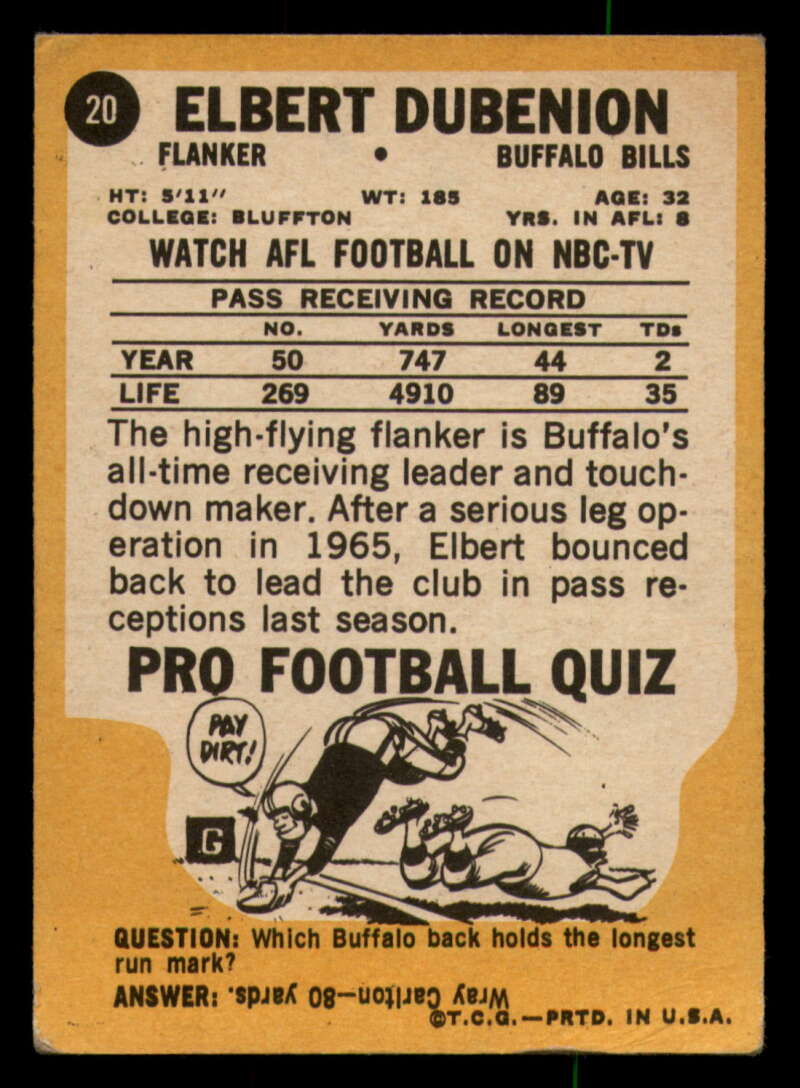 20
ELBERT DUBENION
FLANKER • BUFFALO BILLS
HT: 5'11" WT: 185 AGE: 32
COLLEGE: BLUFFTON YRS. IN AFL: 8
WATCH AFL FOOTBALL ON NBC-TV
PASS RECEIVING RECORD
NO. YARDS LONGEST TDs
YEAR 50 747 44 2
LIFE 269 4910 89 35
The high-flying flanker is Buffalo's
all-time receiving leader and touch-
down maker. After a serious leg op-
eration in 1965, Elbert bounced
back to lead the club in pass re-
ceptions last season.
PRO FOOTBALL QUIZ
PAY
DIRT!
G
QUESTION: Which Buffalo back holds the longest
run mark?
ANSWER: Wray Carlton—80 yards.
©T.C.G.—PRTD. IN U.S.A.